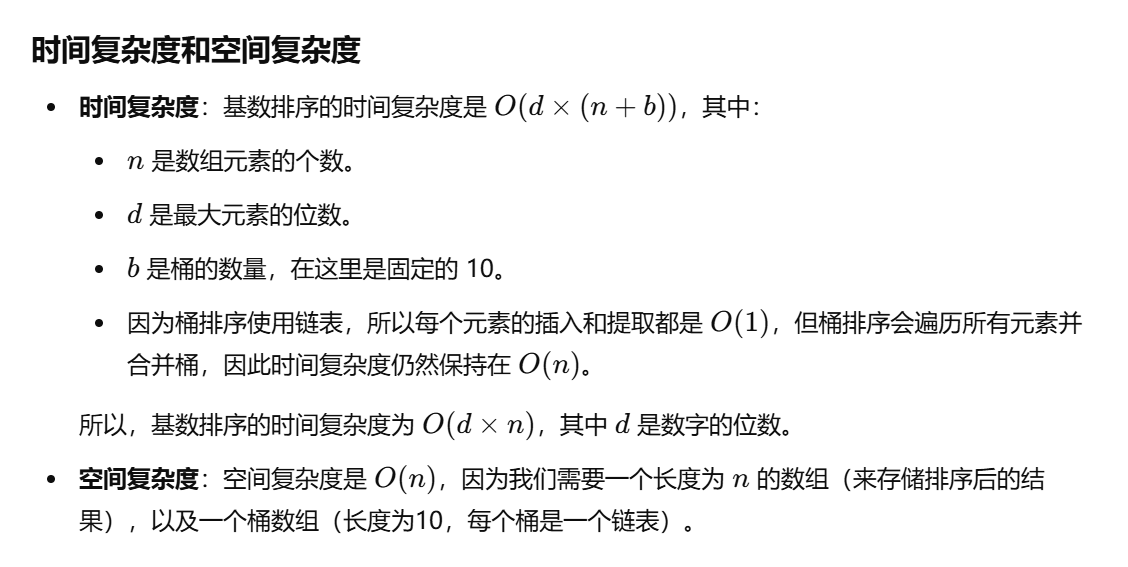 时间复杂度和空间复杂度
• 时间复杂度：基数排序的时间复杂度是 O(d × (n + b))，其中：
• n 是数组元素的个数。
• d 是最大元素的位数。
• b 是桶的数量，在这里是固定的 10。
• 因为桶排序使用链表，所以每个元素的插入和提取都是 O(1)，但桶排序会遍历所有元素并
合并桶，因此时间复杂度仍然保持在 O(n)。
所以，基数排序的时间复杂度为 O(d × n)，其中 d 是数字的位数。
• 空间复杂度：空间复杂度是 O(n)，因为我们需要一个长度为 n 的数组（来存储排序后的结
果），以及一个桶数组（长度为10，每个桶是一个链表）。